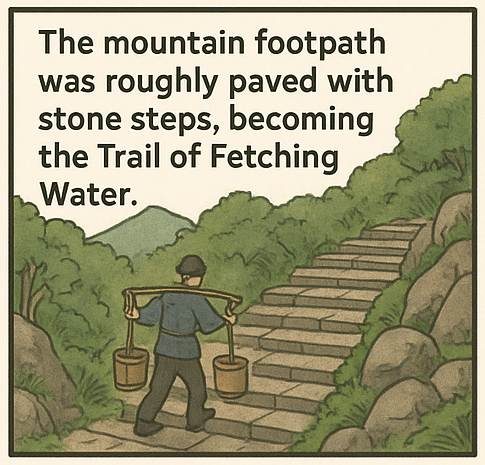 The mountain footpath
was roughly paved with
stone steps, becoming
the Trail of Fetching
Water.